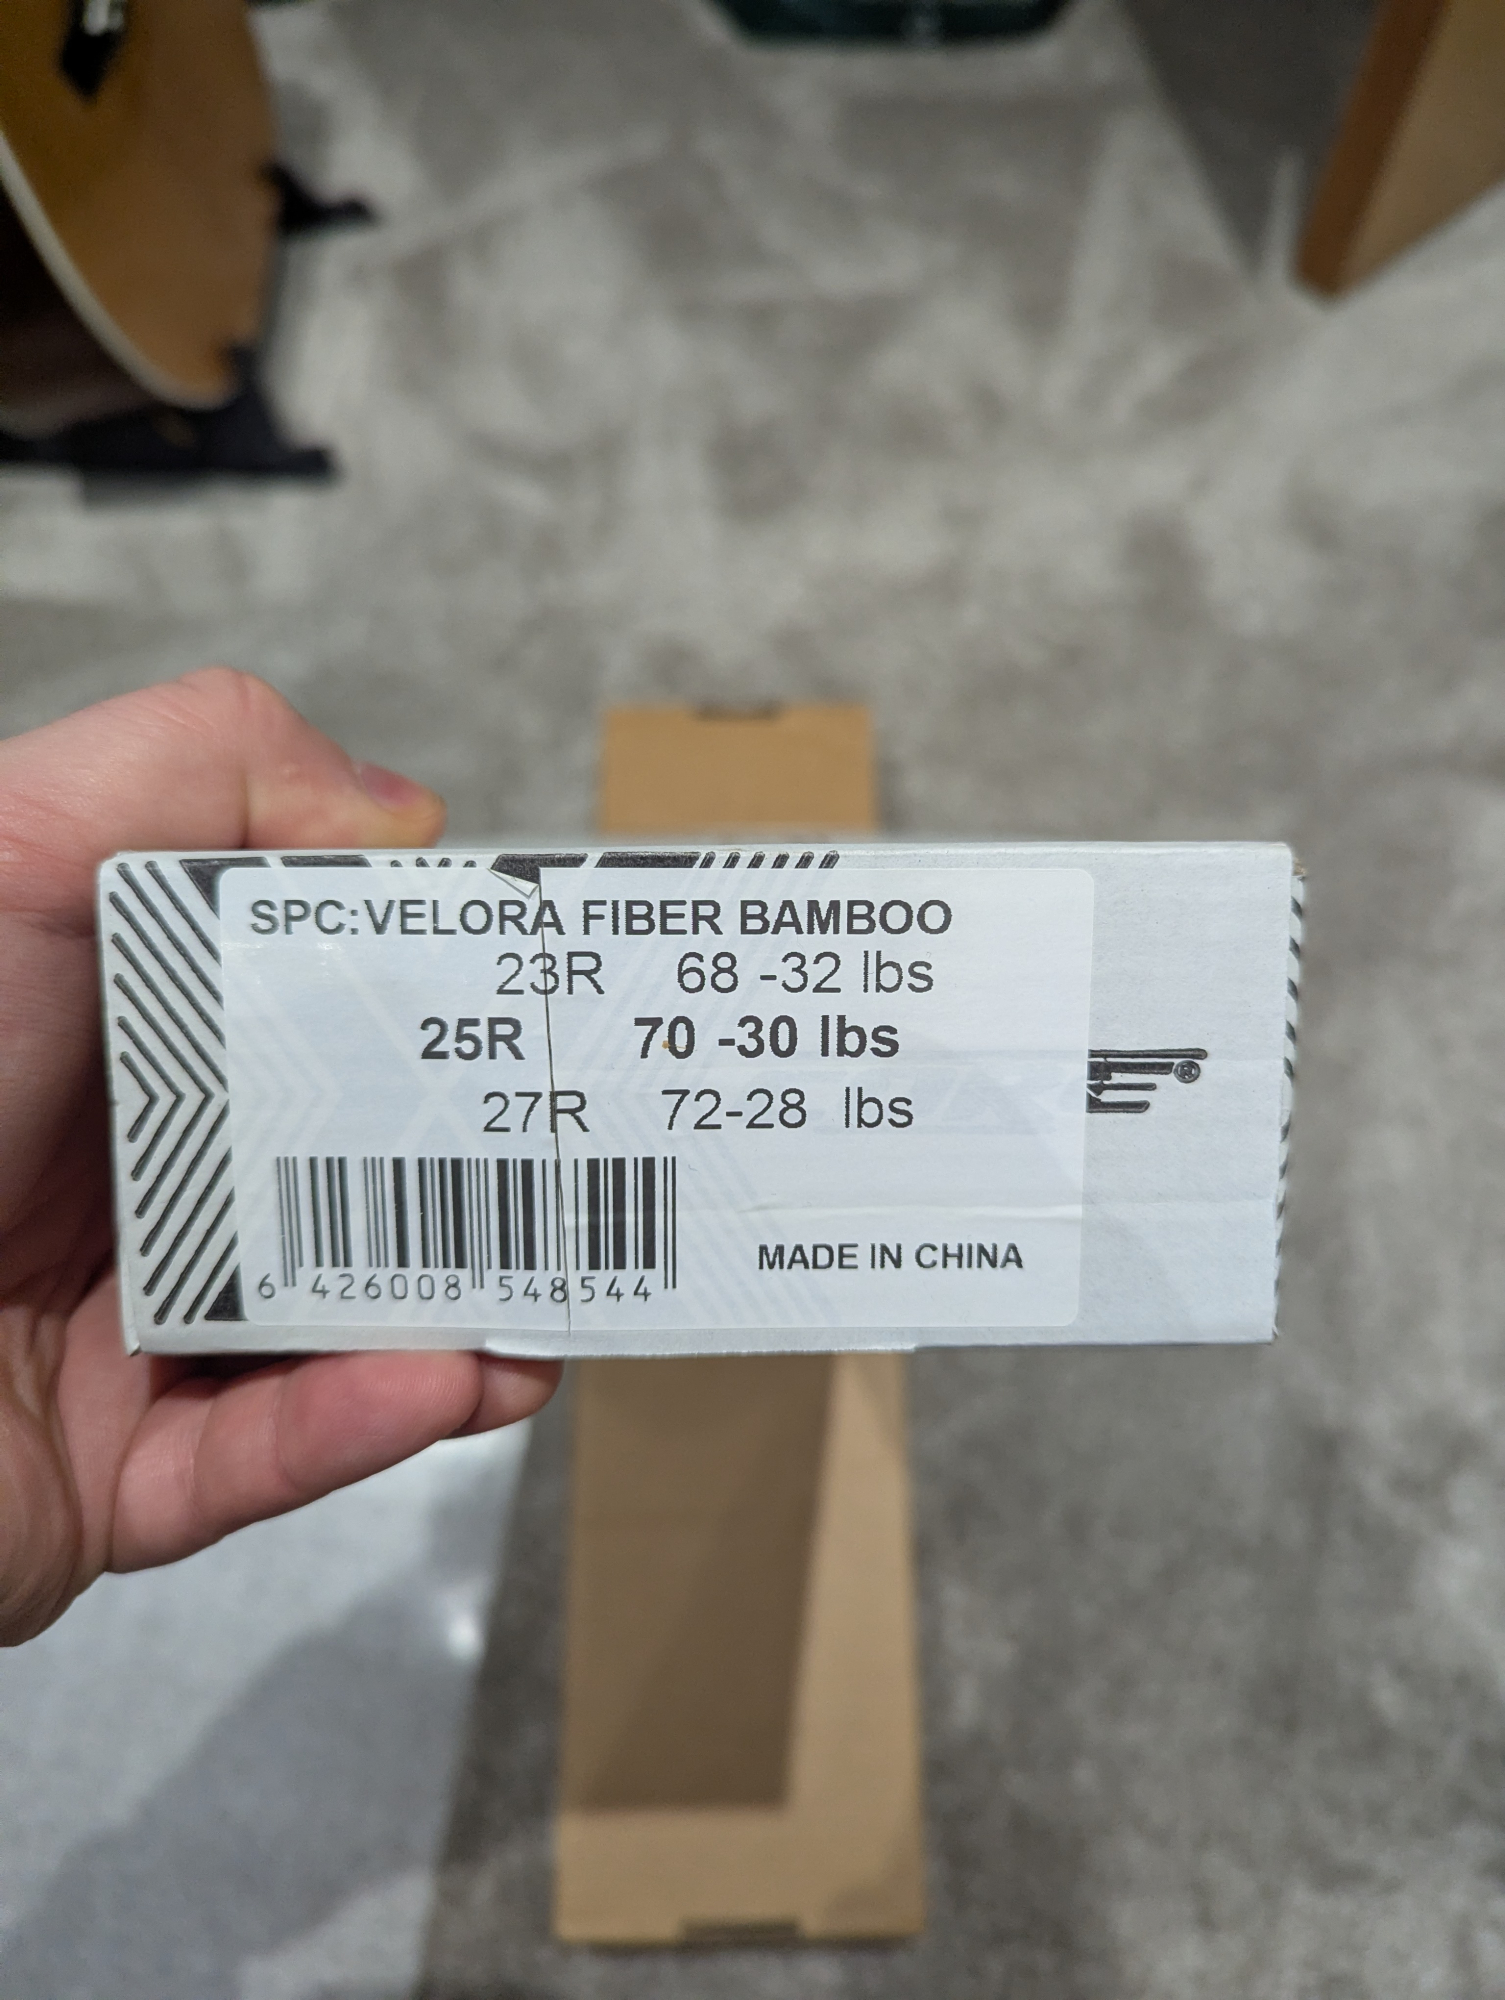 SPC:VELORA FIBER BAMBOO
23R 68 -32 lbs
25R 70 -30 lbs
27R 72-28 lbs
6 426008 548544
MADE IN CHINA
®